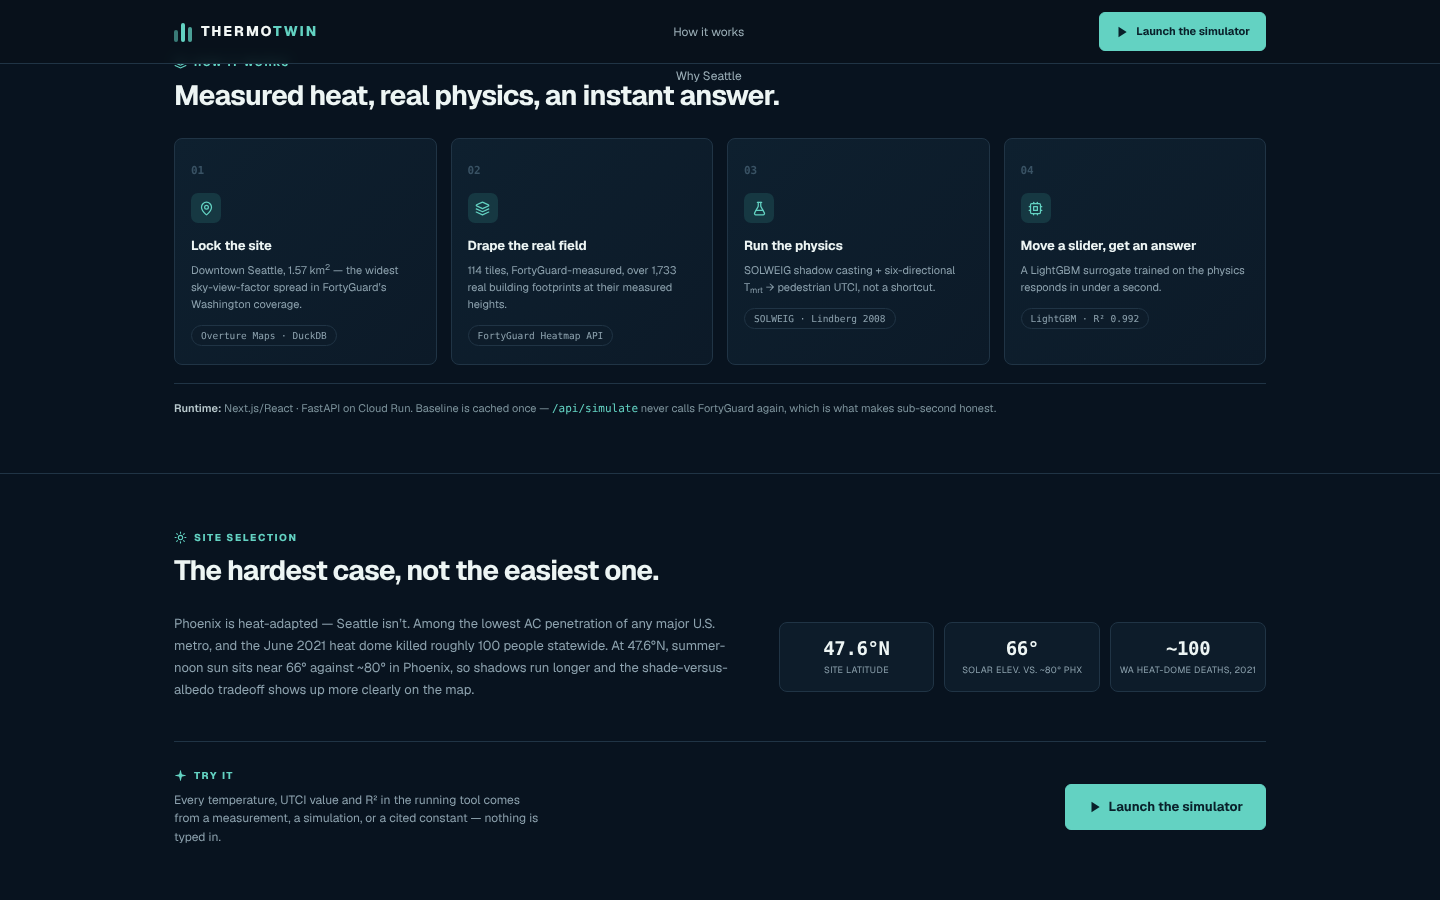 THERMOTWIN
How it works
Launch the simulator
Why Seattle
HOW IT WORKS
Measured heat, real physics, an instant answer.
01
Lock the site
Downtown Seattle, 1.57 km² — the widest
sky-view-factor spread in FortyGuard's
Washington coverage.
Overture Maps · DuckDB
02
Drape the real field
114 tiles, FortyGuard-measured, over 1,733
real building footprints at their measured
heights.
FortyGuard Heatmap API
03
Run the physics
SOLWEIG shadow casting + six-directional
Tmrt → pedestrian UTCI, not a shortcut.
SOLWEIG · Lindberg 2008
04
Move a slider, get an answer
A LightGBM surrogate trained on the physics
responds in under a second.
LightGBM · R² 0.992
Runtime: Next.js/React · FastAPI on Cloud Run. Baseline is cached once — /api/simulate never calls FortyGuard again, which is what makes sub-second honest.
SITE SELECTION
The hardest case, not the easiest one.
Phoenix is heat-adapted — Seattle isn't. Among the lowest AC penetration of any major U.S.
metro, and the June 2021 heat dome killed roughly 100 people statewide. At 47.6°N, summer-
noon sun sits near 66° against ~80° in Phoenix, so shadows run longer and the shade-versus-
albedo tradeoff shows up more clearly on the map.
47.6°N
SITE LATITUDE
66°
SOLAR ELEV. VS. ~80° PHX
~100
WA HEAT-DOME DEATHS, 2021
TRY IT
Every temperature, UTCI value and R² in the running tool comes
from a measurement, a simulation, or a cited constant — nothing is
typed in.
Launch the simulator